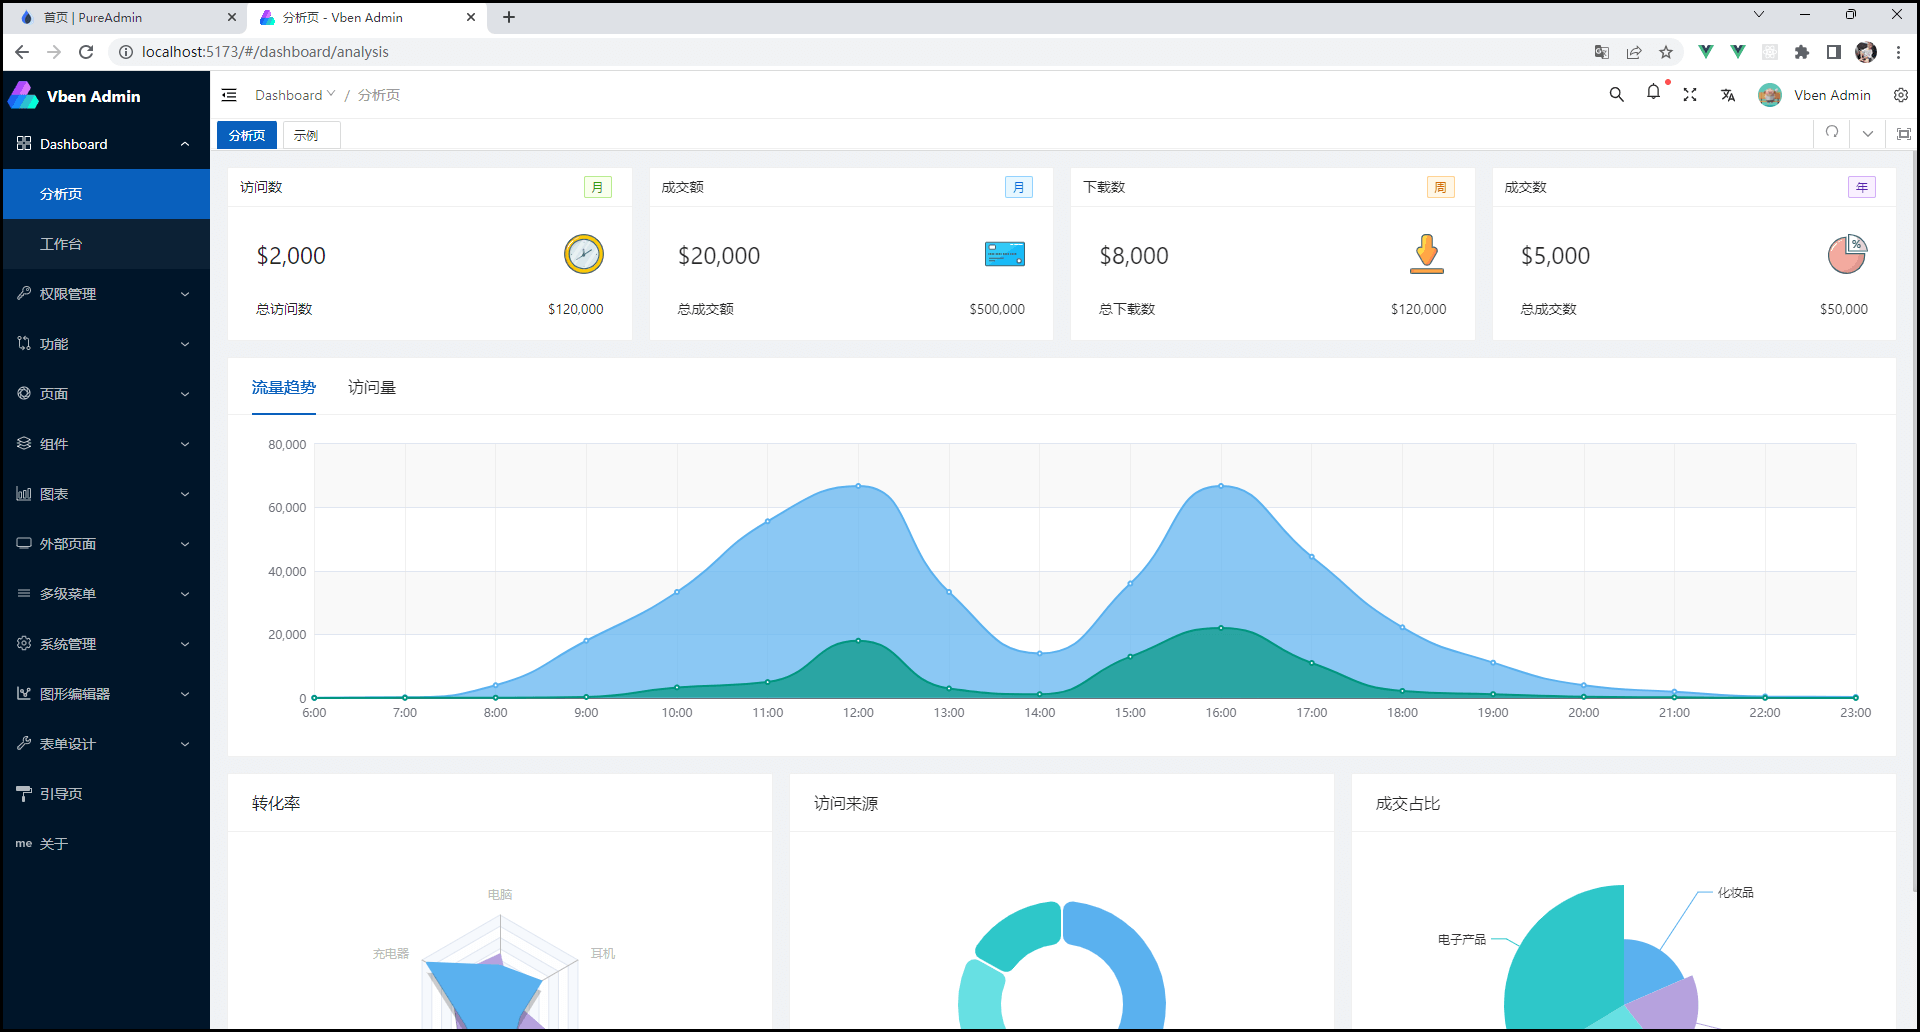 首页 | PureAdmin
分析页 - Vben Admin
localhost:5173/#/dashboard/analysis
Vben Admin
Dashboard
分析页
工作台
权限管理
功能
页面
组件
图表
外部页面
多级菜单
系统管理
图形编辑器
表单设计
引导页
me 关于
Dashboard / 分析页
Vben Admin
分析页 示例
访问数 月
$2,000
总访问数 $120,000
成交额 月
$20,000
总成交额 $500,000
下载数 周
$8,000
总下载数 $120,000
成交数 年
$5,000
%
总成交数 $50,000
流量趋势 访问量
80,000
60,000
40,000
20,000
0
6:00 7:00 8:00 9:00 10:00 11:00 12:00 13:00 14:00 15:00 16:00 17:00 18:00 19:00 20:00 21:00 22:00 23:00
转化率
电脑
充电器
耳机
访问来源
成交占比
化妆品
电子产品